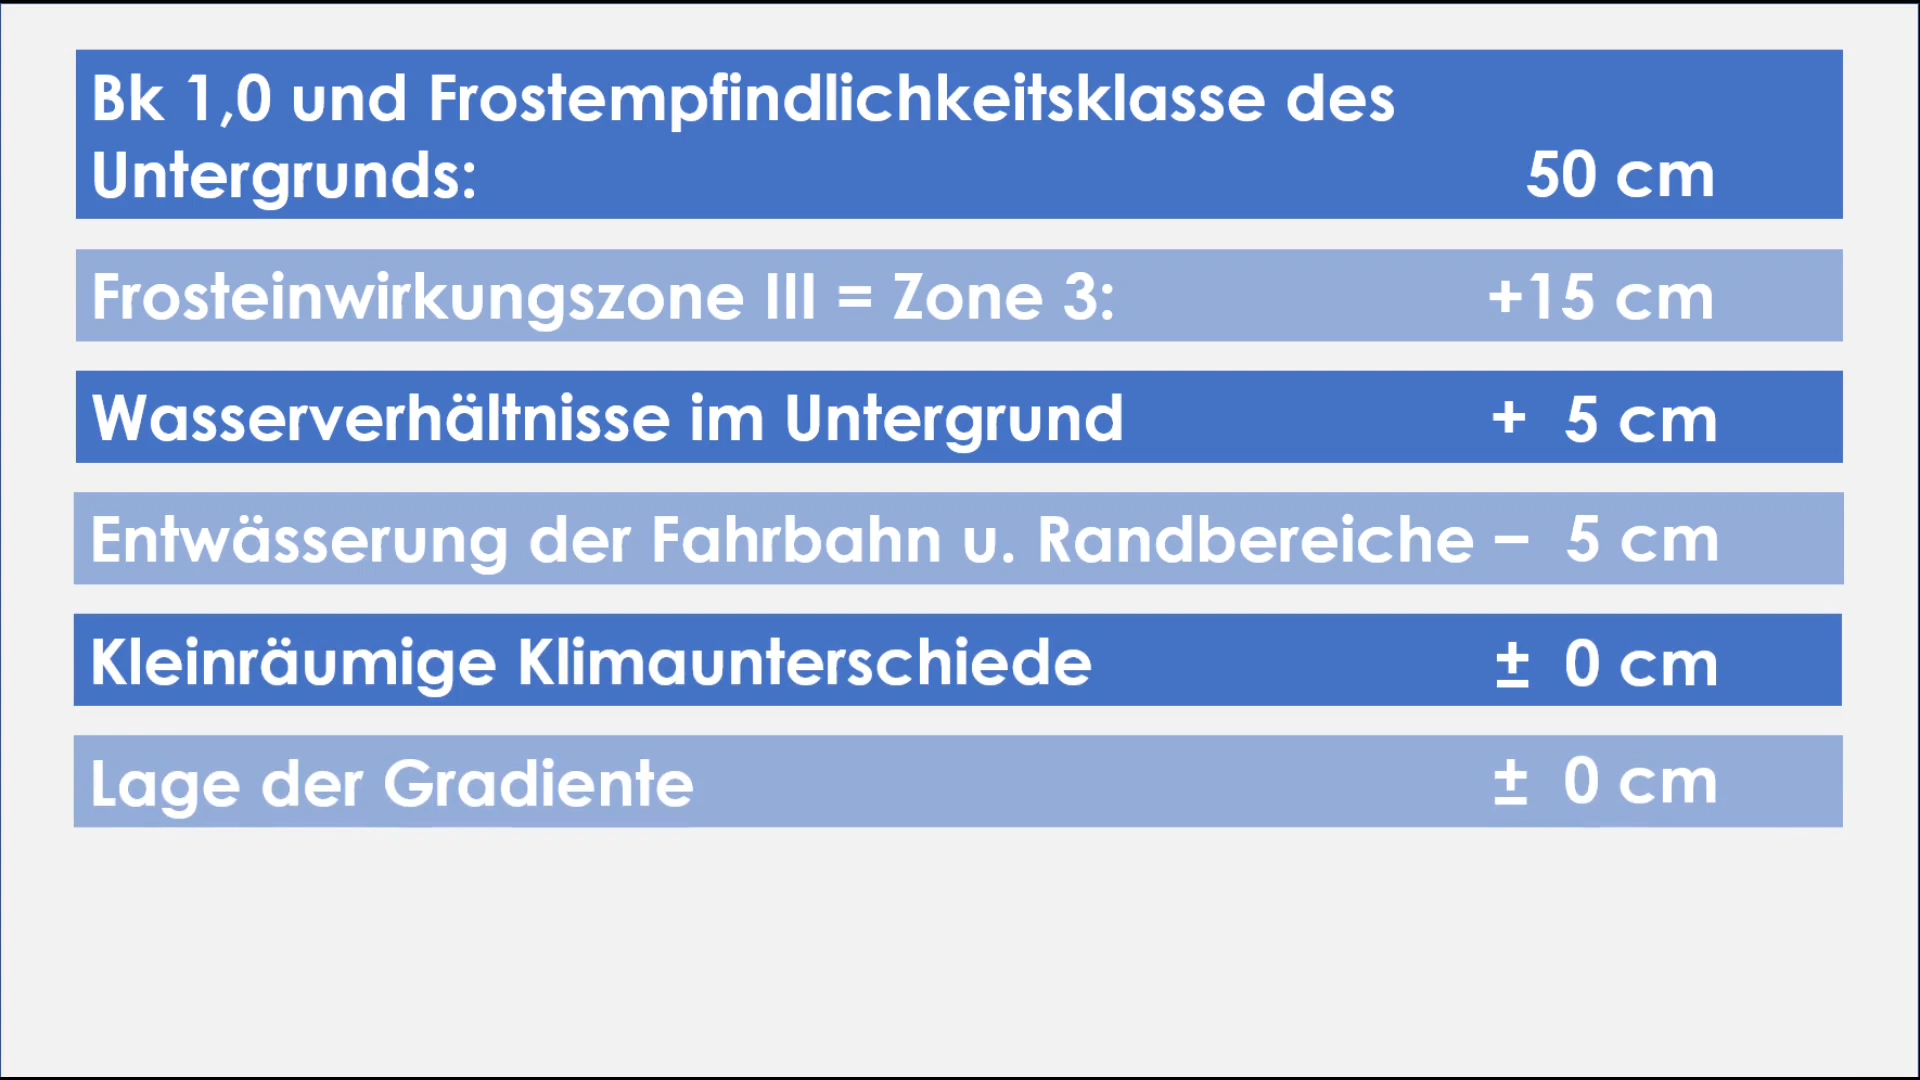 Bk 1,0 und Frostempfindlichkeitsklasse des
Untergrunds: 50 cm
Frosteinwirkungszone III = Zone 3: +15 cm
Wasserverhältnisse im Untergrund + 5 cm
Entwässerung der Fahrbahn u. Randbereiche – 5 cm
Kleinräumige Klimaunterschiede ± 0 cm
Lage der Gradiente ± 0 cm